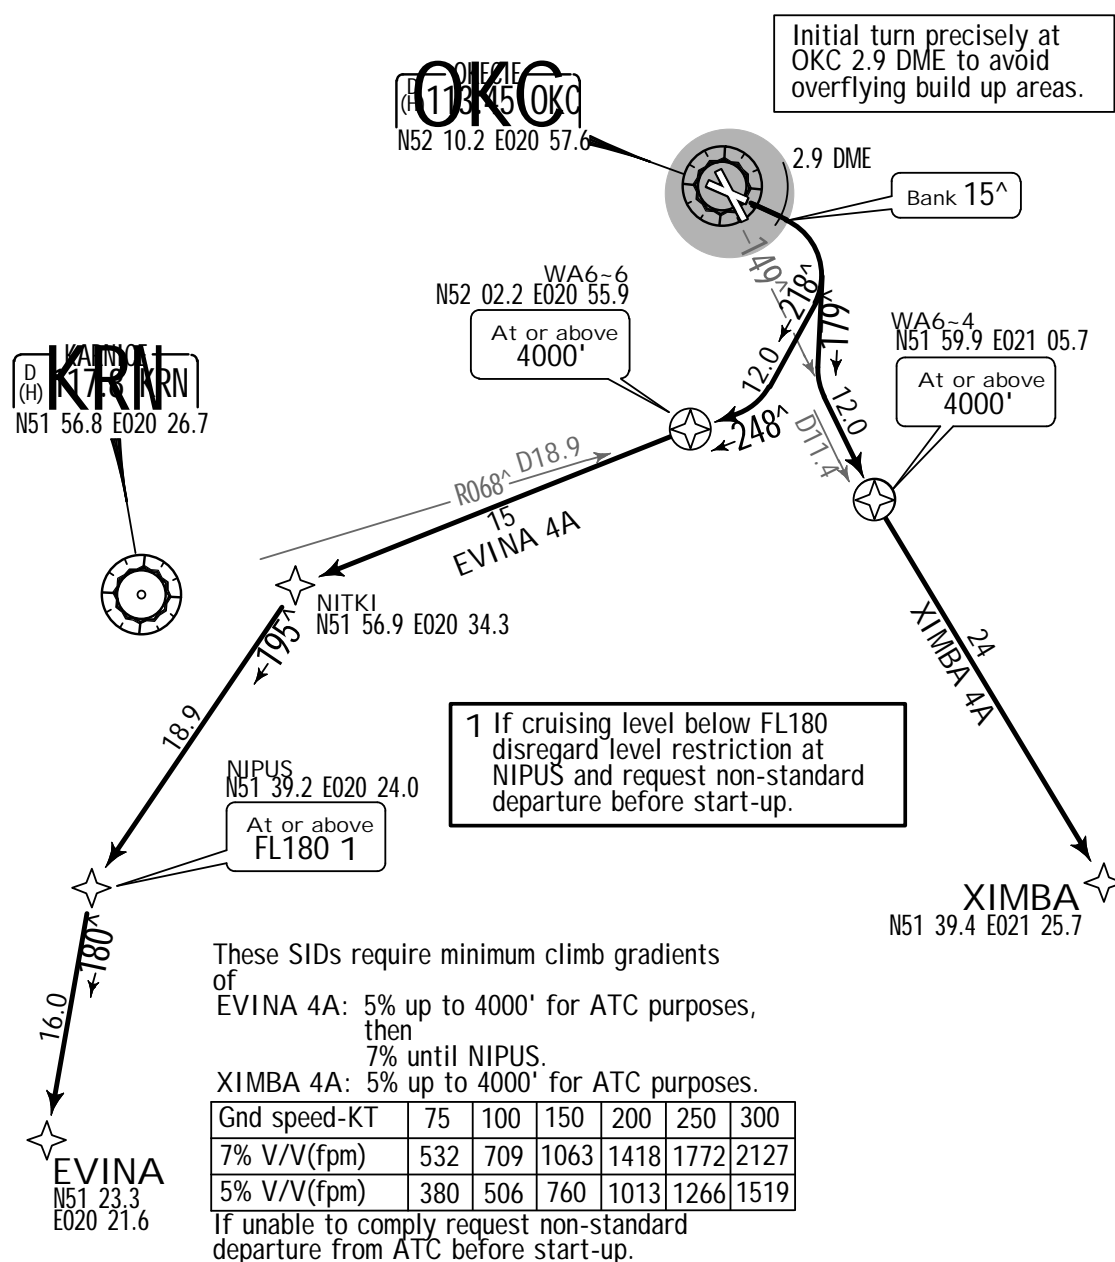 Initial turn precisely at
OKC 2.9 DME to avoid
overflying build up areas.
OKECIE
OKC
D
(H)
113.45 OKC
N52 10.2 E020 57.6
2.9 DME
Bank 15^
149^
218^
179^
WA6~6
N52 02.2 E020 55.9
At or above
4000'
WA6~4
N51 59.9 E021 05.7
At or above
4000'
KRN
D
(H)
KRN
N51 56.8 E020 26.7
12.0
12.0
248^
D11.4
R068^ D18.9
15
EVINA 4A
NITKI
N51 56.9 E020 34.3
195^
18.9
24
XIMBA 4A
1 If cruising level below FL180
disregard level restriction at
NIPUS and request non-standard
departure before start-up.
NIPUS
N51 39.2 E020 24.0
At or above
FL180 1
XIMBA
N51 39.4 E021 25.7
180^
16.0
EVINA
N51 23.3
E020 21.6
These SIDs require minimum climb gradients
of
EVINA 4A: 5% up to 4000' for ATC purposes,
then
7% until NIPUS.
XIMBA 4A: 5% up to 4000' for ATC purposes.
Gnd speed-KT 75 100 150 200 250 300
7% V/V(fpm) 532 709 1063 1418 1772 2127
5% V/V(fpm) 380 506 760 1013 1266 1519
If unable to comply request non-standard
departure from ATC before start-up.